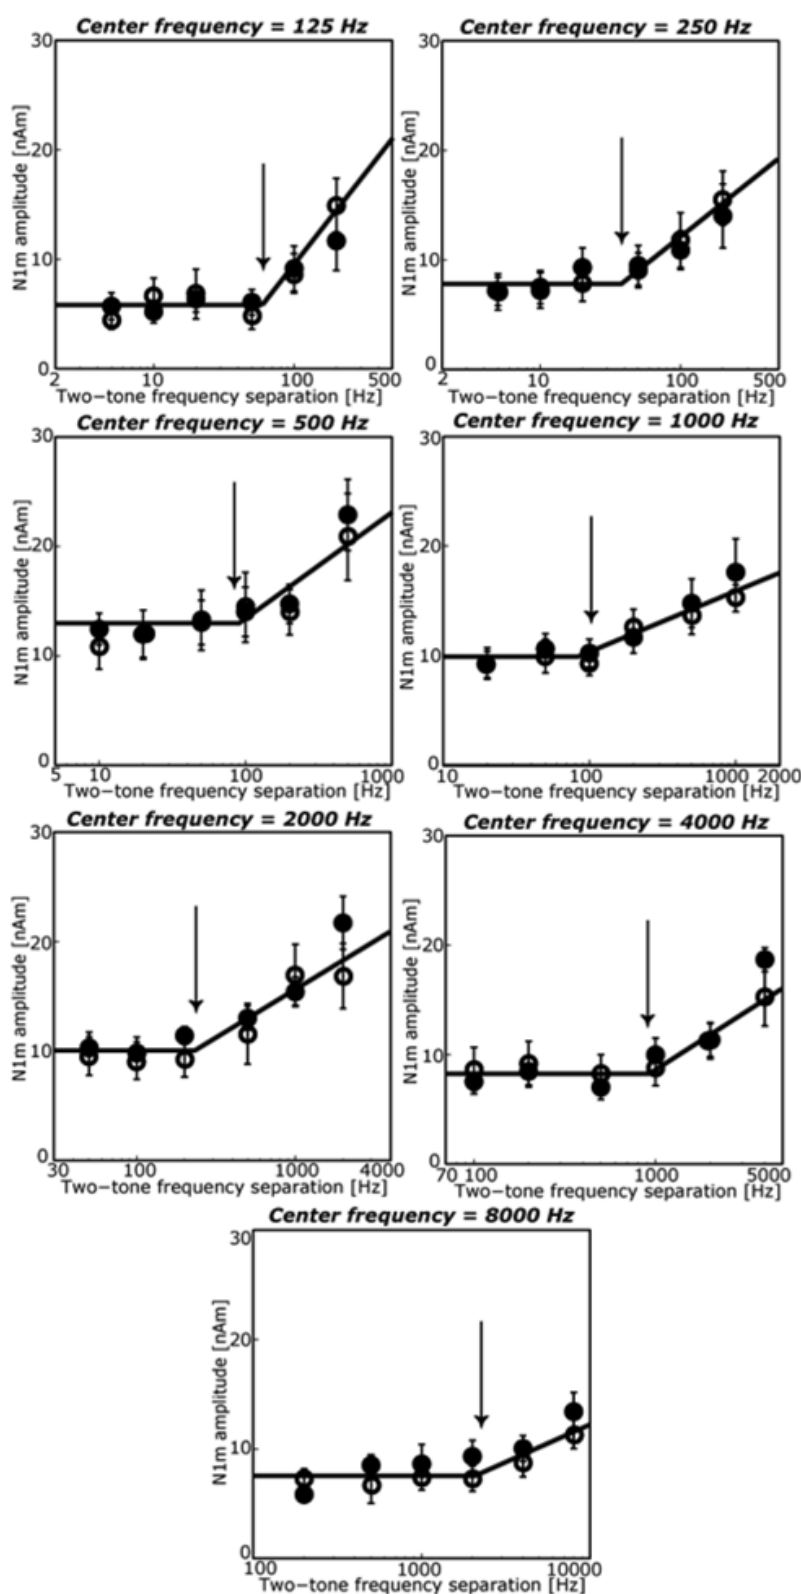 Center frequency = 125 Hz
N1m amplitude [nAm]
30
20
10
0
2 10 100 500
Two-tone frequency separation [Hz]
Center frequency = 250 Hz
N1m amplitude [nAm]
30
20
10
0
2 10 100 500
Two-tone frequency separation [Hz]
Center frequency = 500 Hz
N1m amplitude [nAm]
30
20
10
0
5 10 100 1000
Two-tone frequency separation [Hz]
Center frequency = 1000 Hz
N1m amplitude [nAm]
30
20
10
0
10 100 1000 2000
Two-tone frequency separation [Hz]
Center frequency = 2000 Hz
N1m amplitude [nAm]
30
20
10
0
30 100 1000 4000
Two-tone frequency separation [Hz]
Center frequency = 4000 Hz
N1m amplitude [nAm]
30
20
10
0
70 100 1000 5000
Two-tone frequency separation [Hz]
Center frequency = 8000 Hz
N1m amplitude [nAm]
30
20
10
0
100 1000 10000
Two-tone frequency separation [Hz]